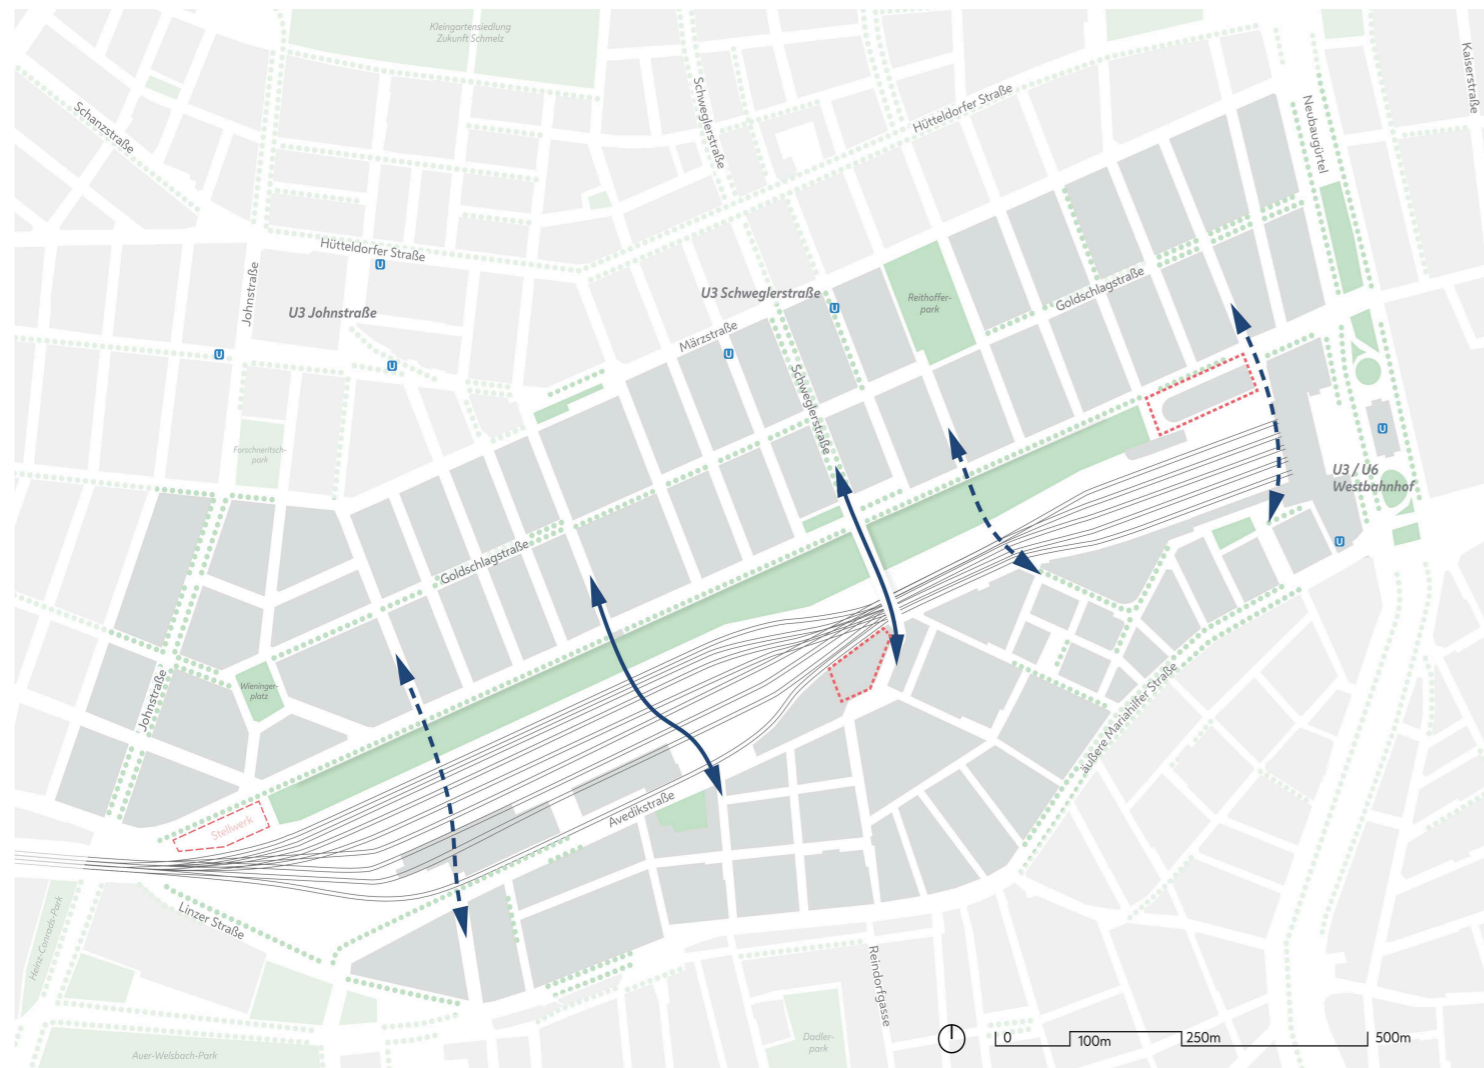 Kleingartensiedlung
Zukunft Schmelz
Kaiserstraße
Schweglerstraße
Hütteldorfer Straße
Schanzstraße
Neubaugürtel
Hütteldorfer Straße
U
Johnstraße
U3 Johnstraße
U3 Schweglerstraße
U
Reithoffer-
park
Goldschlagstraße
Märzstraße
U
U
U
Schweglerstraße
Forschneritsch-
park
U
U3 / U6
Westbahnhof
U
Goldschlagstraße
Wieninger-
platz
Johnstraße
äußere Mariahilfer Straße
Avedikstraße
Stellwerk
Linzer Straße
Heinz-Conrads-Park
Reindorfgasse
Dadler-
park
Auer-Welsbach-Park
0
100m
250m
500m